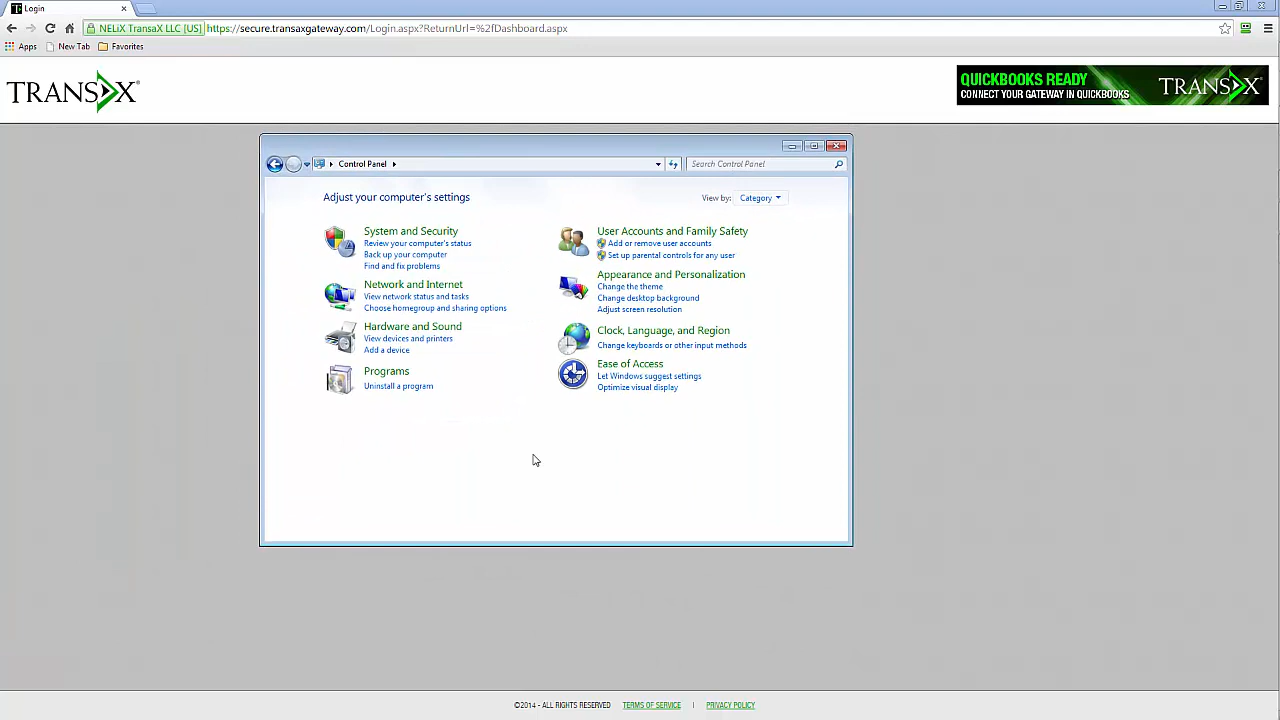 Login
NELiX TransaX LLC [US]
https://secure.transaxgateway.com/Login.aspx?ReturnUrl=%2fDashboard.aspx
Apps
New Tab
Favorites
TRANSAX®
QUICKBOOKS READY
CONNECT YOUR GATEWAY IN QUICKBOOKS
TRANSAX
Control Panel
Search Control Panel
Adjust your computer's settings
View by: Category
System and Security
Review your computer's status
Back up your computer
Find and fix problems
Network and Internet
View network status and tasks
Choose homegroup and sharing options
Hardware and Sound
View devices and printers
Add a device
Programs
Uninstall a program
User Accounts and Family Safety
Add or remove user accounts
Set up parental controls for any user
Appearance and Personalization
Change the theme
Change desktop background
Adjust screen resolution
Clock, Language, and Region
Change keyboards or other input methods
Ease of Access
Let Windows suggest settings
Optimize visual display
©2014 - ALL RIGHTS RESERVED TERMS OF SERVICE | PRIVACY POLICY